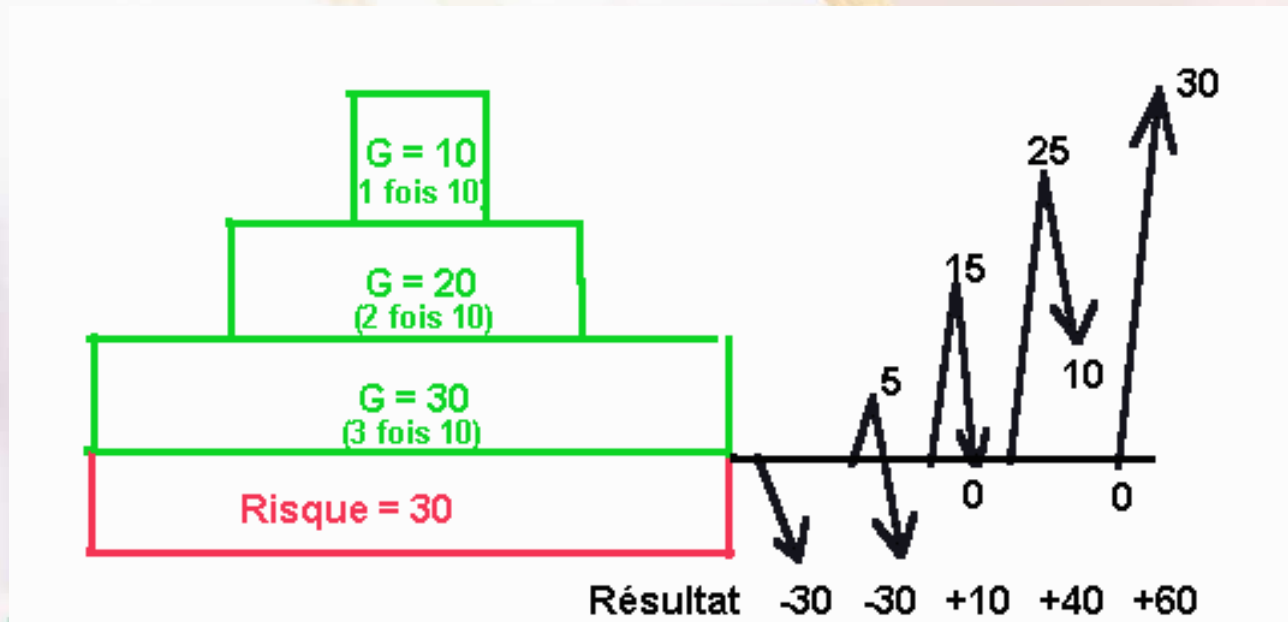 G = 10
(1 fois 10)
G = 20
(2 fois 10)
G = 30
(3 fois 10)
Risque = 30
5
15
0
25
10
30
0
Résultat -30 -30 +10 +40 +60